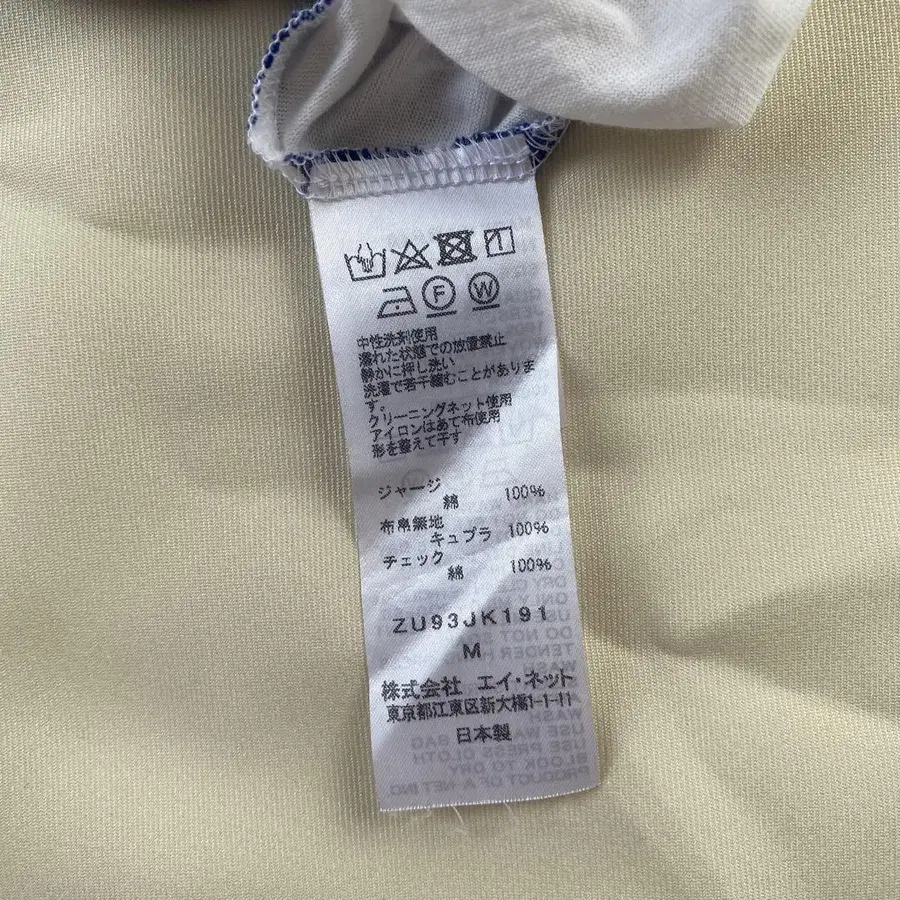 F W
中性洗剤使用
濡れた状態での放置禁止
静かに押し洗い
洗濯で若干縮むことがありま
す。
クリーニングネット使用
アイロンはあて布使用
形を整えて干す
ジャージ
綿 100%
布帛無地
キュプラ 100%
チェック
綿 100%
ZU93JK191
M
株式会社 エイ・ネット
東京都江東区新大橋1-1-11
日本製